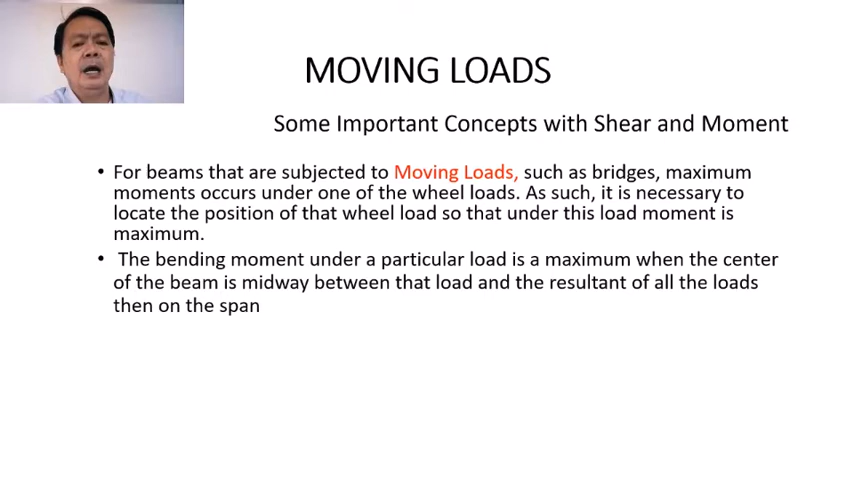 MOVING LOADS
Some Important Concepts with Shear and Moment
• For beams that are subjected to Moving Loads, such as bridges, maximum
moments occurs under one of the wheel loads. As such, it is necessary to
locate the position of that wheel load so that under this load moment is
maximum.
• The bending moment under a particular load is a maximum when the center
of the beam is midway between that load and the resultant of all the loads
then on the span